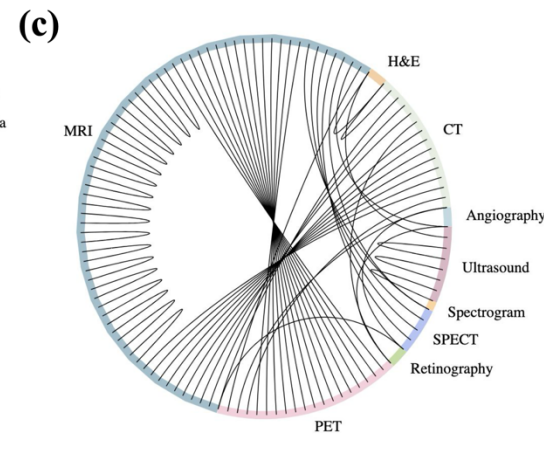 (c)
a
MRI
H&E
CT
Angiography
Ultrasound
Spectrogram
SPECT
Retinography
PET